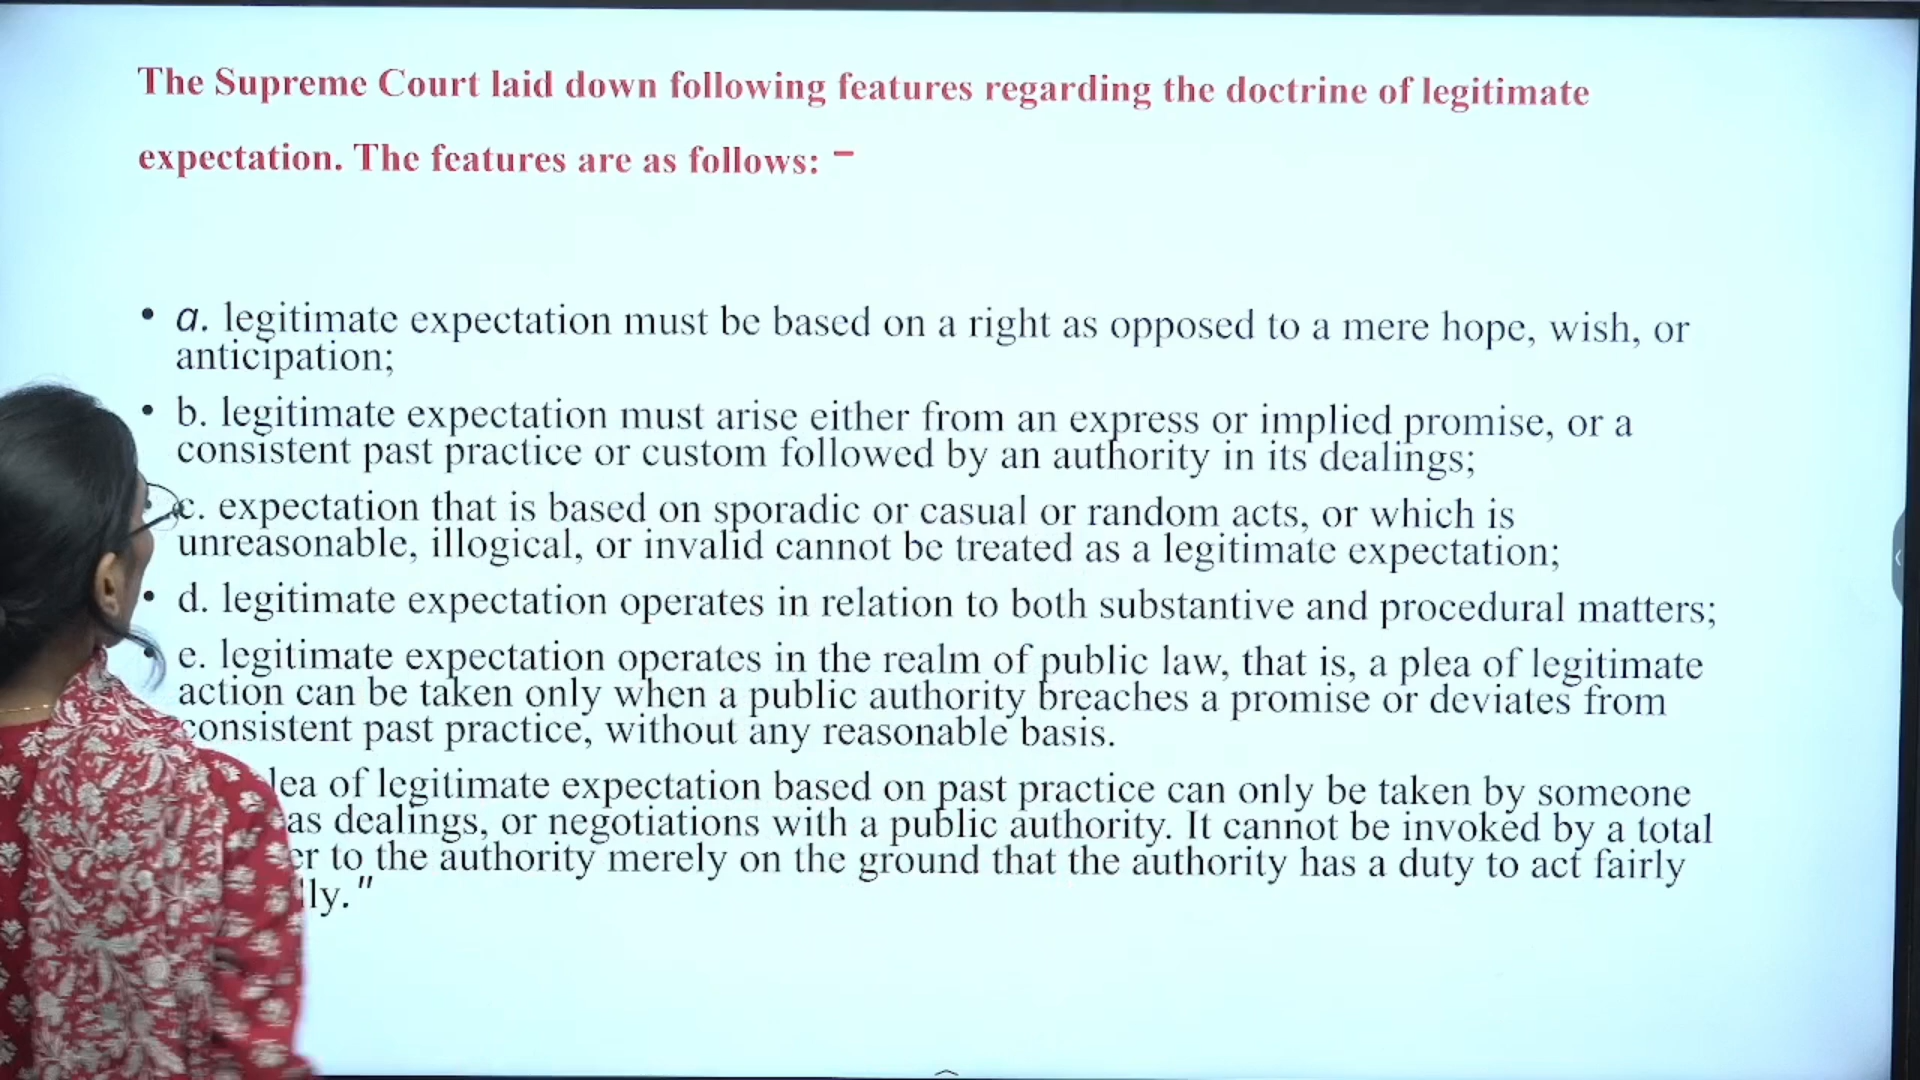 The Supreme Court laid down following features regarding the doctrine of legitimate
expectation. The features are as follows: –
• a. legitimate expectation must be based on a right as opposed to a mere hope, wish, or
anticipation;
• b. legitimate expectation must arise either from an express or implied promise, or a
consistent past practice or custom followed by an authority in its dealings;
c. expectation that is based on sporadic or casual or random acts, or which is
unreasonable, illogical, or invalid cannot be treated as a legitimate expectation;
• d. legitimate expectation operates in relation to both substantive and procedural matters;
• e. legitimate expectation operates in the realm of public law, that is, a plea of legitimate
action can be taken only when a public authority breaches a promise or deviates from
consistent past practice, without any reasonable basis.
of legitimate expectation based on past practice can only be taken by someone
dealings, or negotiations with a public authority. It cannot be invoked by a total
to the authority merely on the ground that the authority has a duty to act fairly